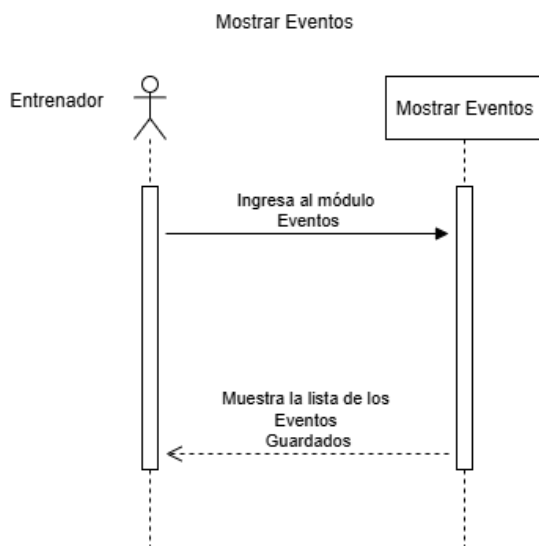 Mostrar Eventos
Entrenador
Mostrar Eventos
Ingresa al módulo
Eventos
Muestra la lista de los
Eventos
Guardados